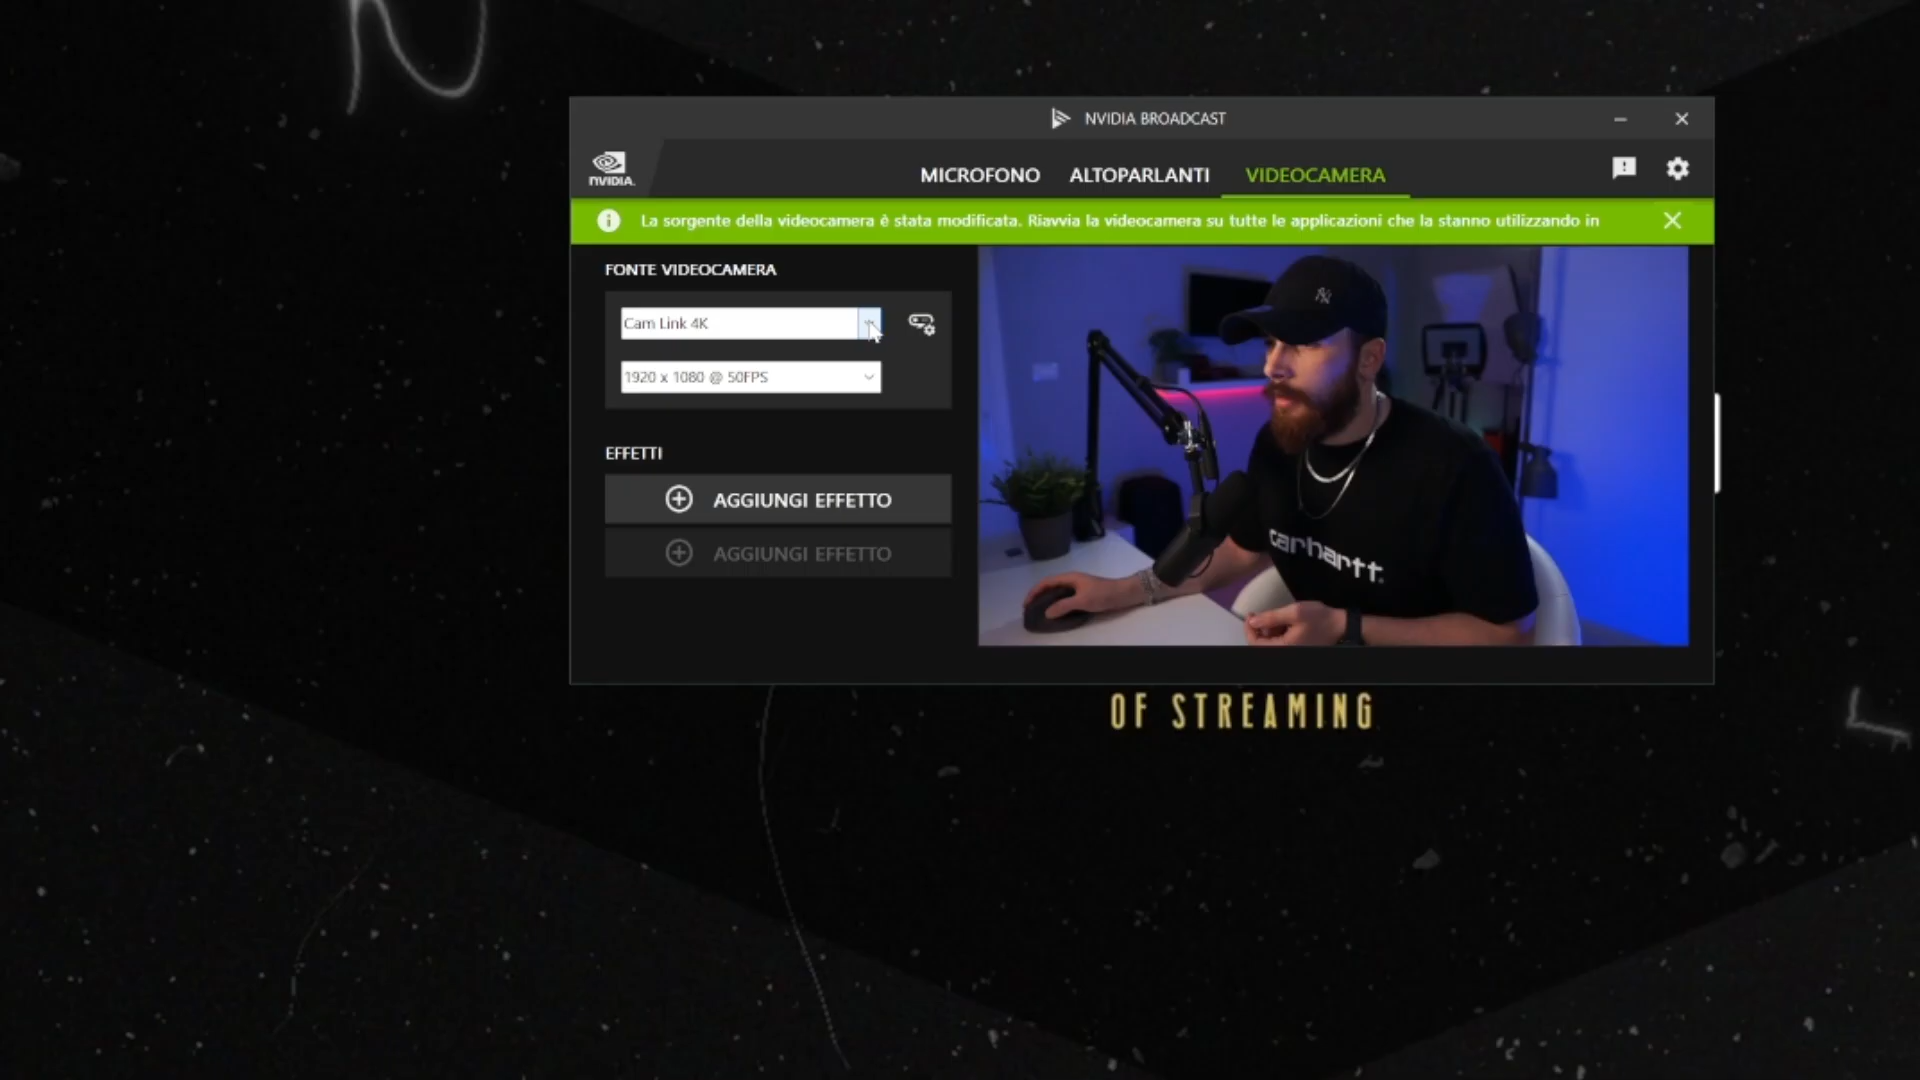 NVIDIA BROADCAST
NVIDIA.
MICROFONO
ALTOPARLANTI
VIDEOCAMERA
La sorgente della videocamera è stata modificata. Riavvia la videocamera su tutte le applicazioni che la stanno utilizzando in
FONTE VIDEOCAMERA
Cam Link 4K
1920 x 1080 @ 50FPS
EFFETTI
AGGIUNGI EFFETTO
AGGIUNGI EFFETTO
carhartt.
OF STREAMING